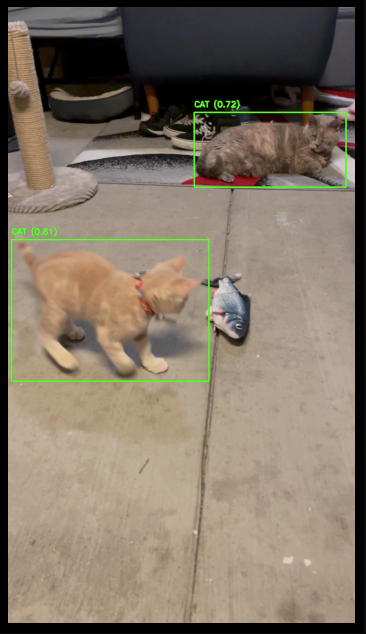 CAT (0.72)
CAT (0.81)